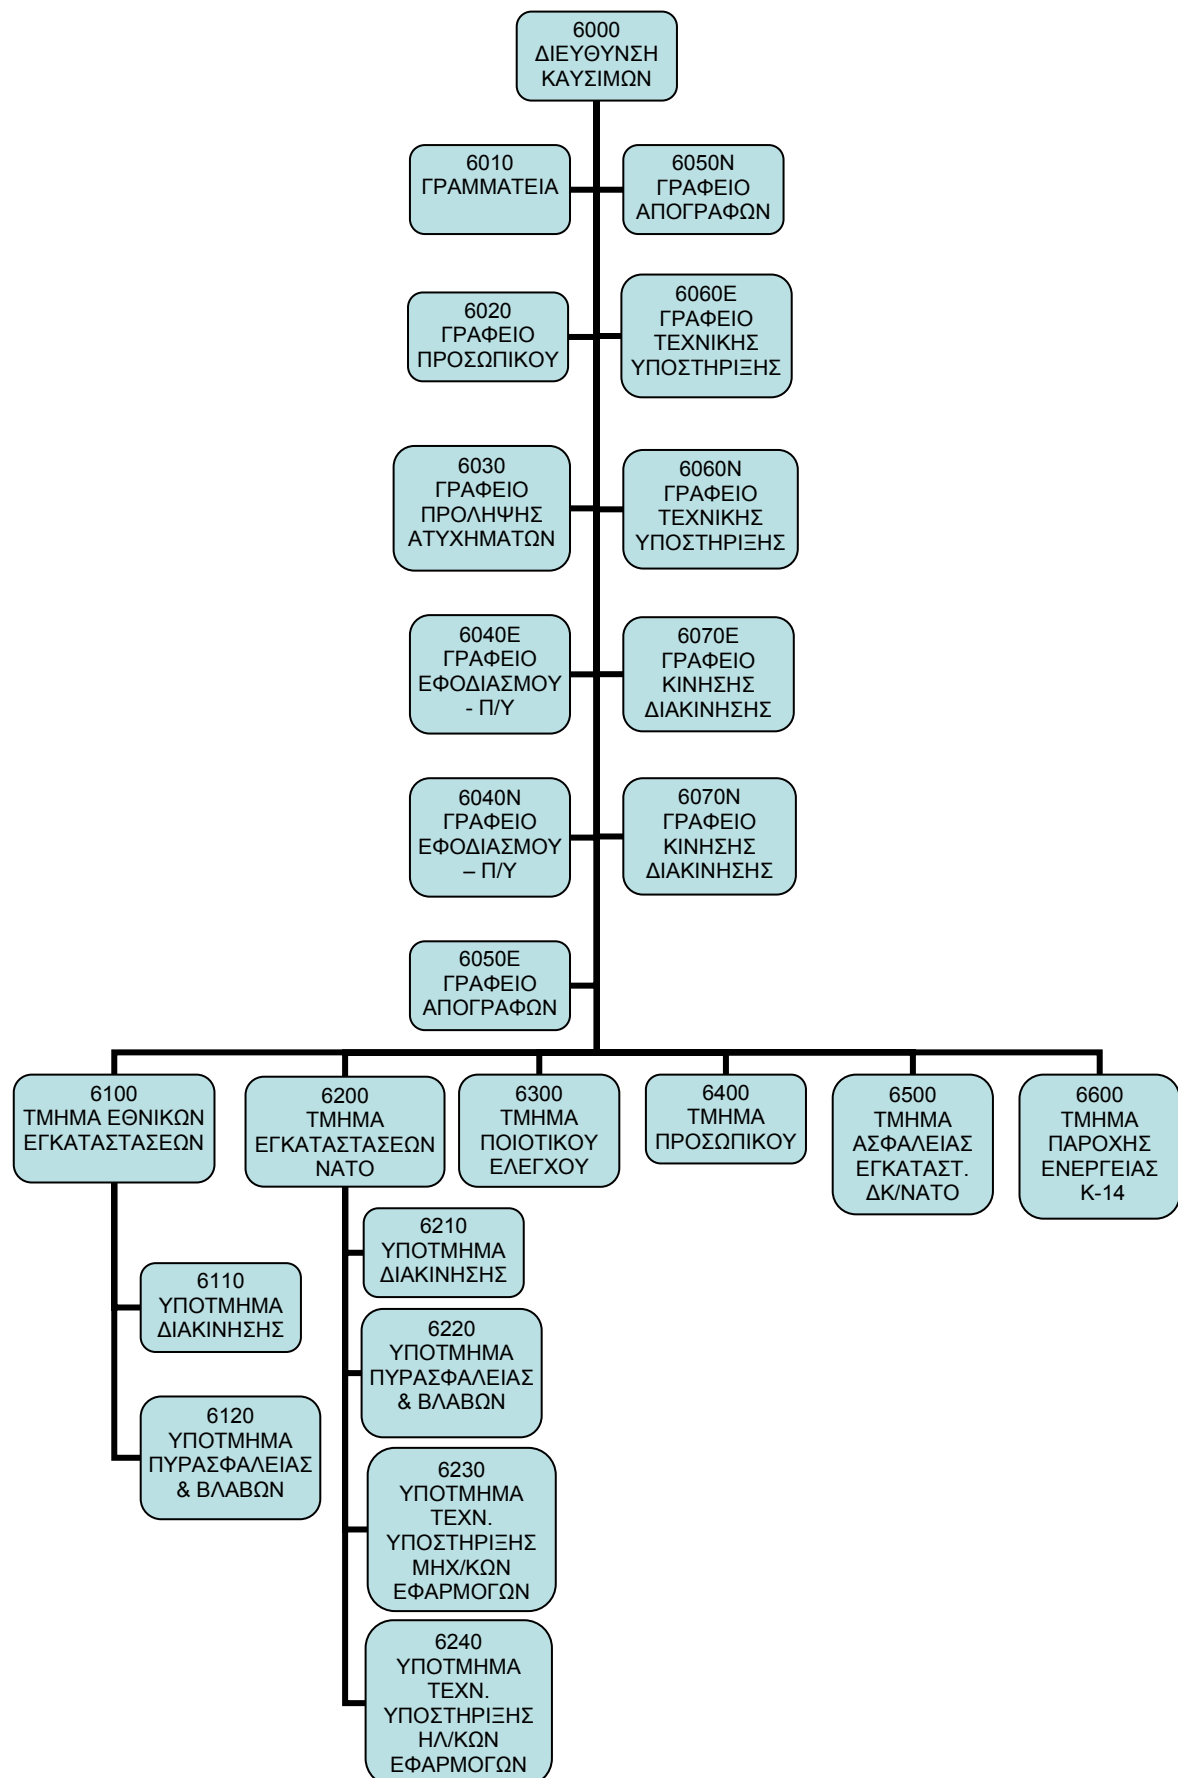 6000
ΔΙΕΥΘΥΝΣΗ
ΚΑΥΣΙΜΩΝ
6010
ΓΡΑΜΜΑΤΕΙΑ
6050Ν
ΓΡΑΦΕΙΟ
ΑΠΟΓΡΑΦΩΝ
6020
ΓΡΑΦΕΙΟ
ΠΡΟΣΩΠΙΚΟΥ
6060Ε
ΓΡΑΦΕΙΟ
ΤΕΧΝΙΚΗΣ
ΥΠΟΣΤΗΡΙΞΗΣ
6030
ΓΡΑΦΕΙΟ
ΠΡΟΛΗΨΗΣ
ΑΤΥΧΗΜΑΤΩΝ
6060Ν
ΓΡΑΦΕΙΟ
ΤΕΧΝΙΚΗΣ
ΥΠΟΣΤΗΡΙΞΗΣ
6040Ε
ΓΡΑΦΕΙΟ
ΕΦΟΔΙΑΣΜΟΥ
- Π/Υ
6070Ε
ΓΡΑΦΕΙΟ
ΚΙΝΗΣΗΣ
ΔΙΑΚΙΝΗΣΗΣ
6040Ν
ΓΡΑΦΕΙΟ
ΕΦΟΔΙΑΣΜΟΥ
– Π/Υ
6070Ν
ΓΡΑΦΕΙΟ
ΚΙΝΗΣΗΣ
ΔΙΑΚΙΝΗΣΗΣ
6050Ε
ΓΡΑΦΕΙΟ
ΑΠΟΓΡΑΦΩΝ
6100
ΤΜΗΜΑ ΕΘΝΙΚΩΝ
ΕΓΚΑΤΑΣΤΑΣΕΩΝ
6200
ΤΜΗΜΑ
ΕΓΚΑΤΑΣΤΑΣΕΩΝ
ΝΑΤΟ
6300
ΤΜΗΜΑ
ΠΟΙΟΤΙΚΟΥ
ΕΛΕΓΧΟΥ
6400
ΤΜΗΜΑ
ΠΡΟΣΩΠΙΚΟΥ
6500
ΤΜΗΜΑ
ΑΣΦΑΛΕΙΑΣ
ΕΓΚΑΤΑΣΤ.
ΔΚ/ΝΑΤΟ
6600
ΤΜΗΜΑ
ΠΑΡΟΧΗΣ
ΕΝΕΡΓΕΙΑΣ
Κ-14
6110
ΥΠΟΤΜΗΜΑ
ΔΙΑΚΙΝΗΣΗΣ
6120
ΥΠΟΤΜΗΜΑ
ΠΥΡΑΣΦΑΛΕΙΑΣ
& ΒΛΑΒΩΝ
6210
ΥΠΟΤΜΗΜΑ
ΔΙΑΚΙΝΗΣΗΣ
6220
ΥΠΟΤΜΗΜΑ
ΠΥΡΑΣΦΑΛΕΙΑΣ
& ΒΛΑΒΩΝ
6230
ΥΠΟΤΜΗΜΑ
ΤΕΧΝ.
ΥΠΟΣΤΗΡΙΞΗΣ
ΜΗΧ/ΚΩΝ
ΕΦΑΡΜΟΓΩΝ
6240
ΥΠΟΤΜΗΜΑ
ΤΕΧΝ.
ΥΠΟΣΤΗΡΙΞΗΣ
ΗΛ/ΚΩΝ
ΕΦΑΡΜΟΓΩΝ